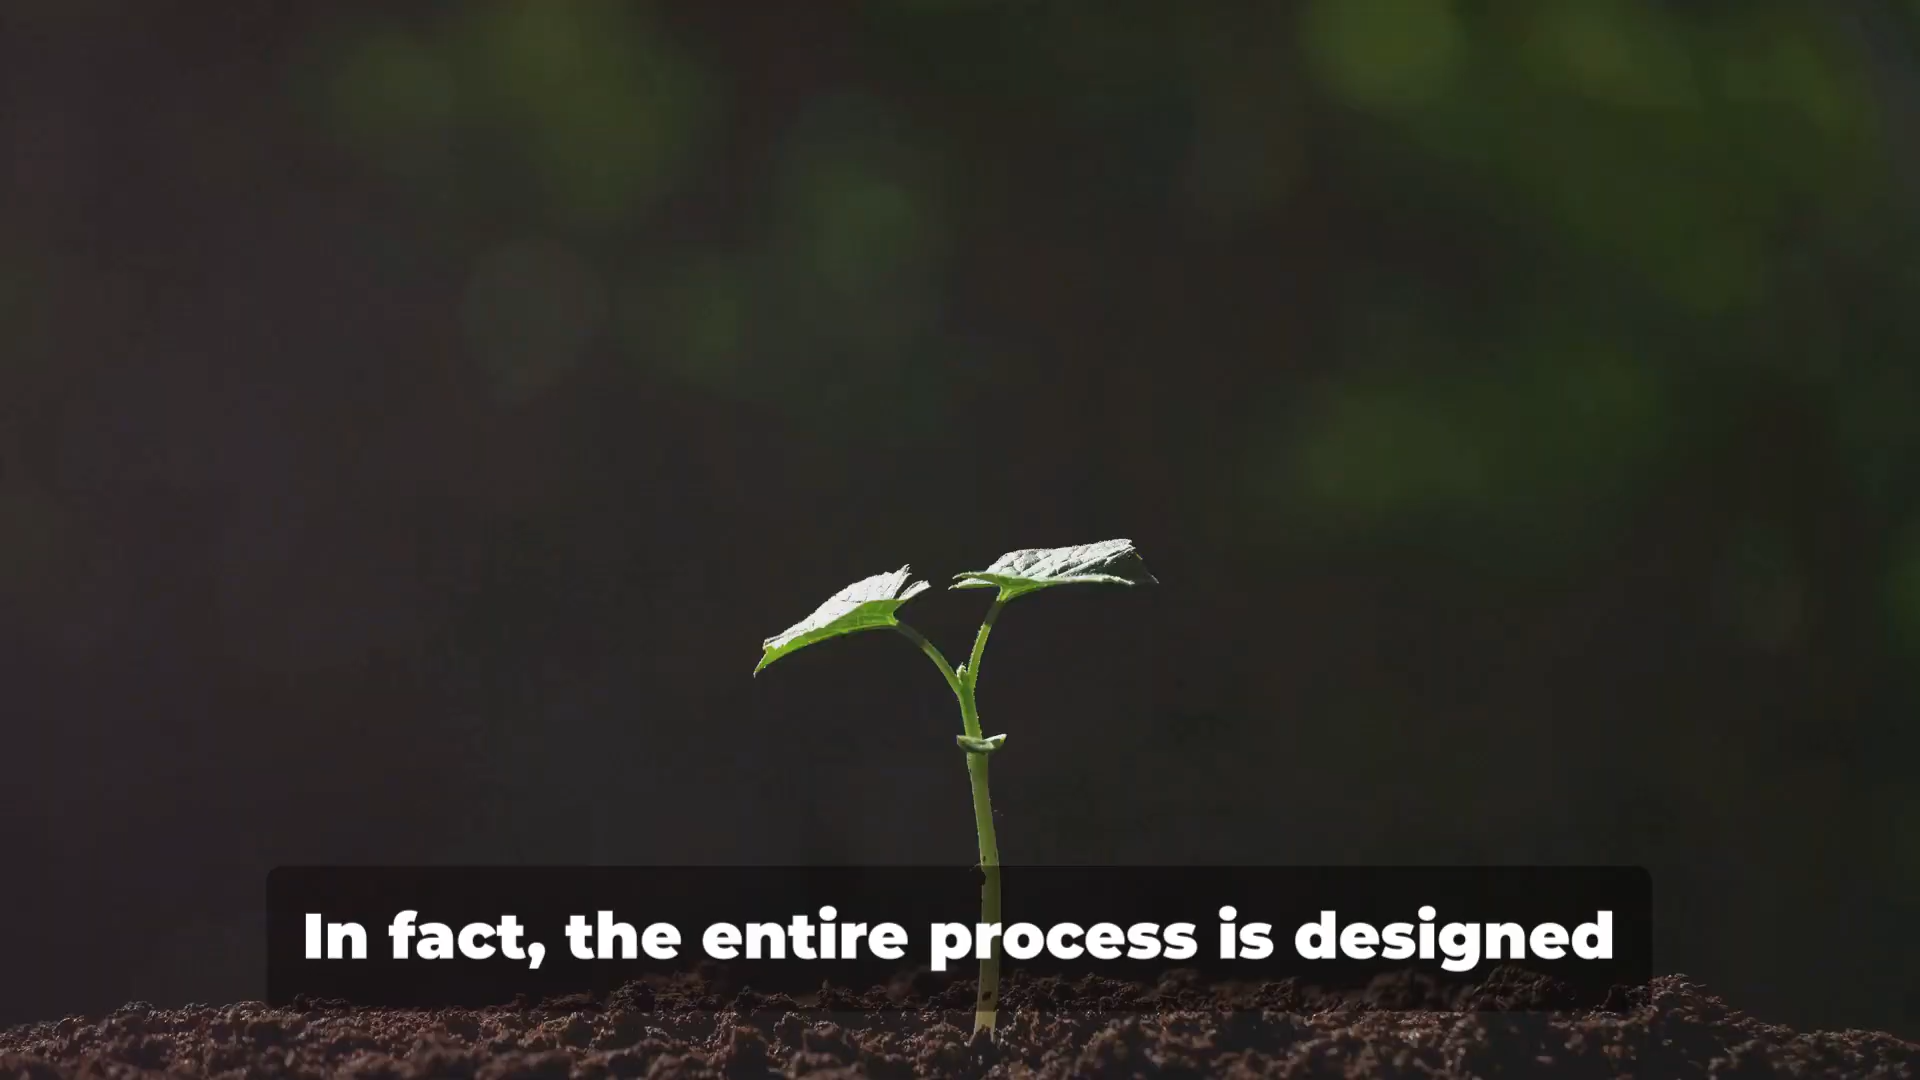 In fact, the entire process is designed